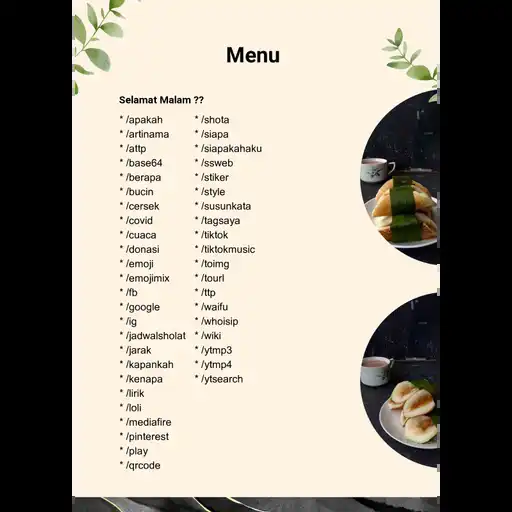 Menu
Selamat Malam ??
* /apakah
* /artinama
* /attp
* /base64
* /berapa
* /bucin
* /cersek
* /covid
* /cuaca
* /donasi
* /emoji
* /emojimix
* /fb
* /google
* /ig
* /jadwalsholat
* /jarak
* /kapankah
* /kenapa
* /lirik
* /loli
* /mediafire
* /pinterest
* /play
* /qrcode
* /shota
* /siapa
* /siapakahaku
* /ssweb
* /stiker
* /style
* /susunkata
* /tagsaya
* /tiktok
* /tiktokmusic
* /toimg
* /tourl
* /ttp
* /waifu
* /whoisip
* /wiki
* /ytmp3
* /ytmp4
* /ytsearch